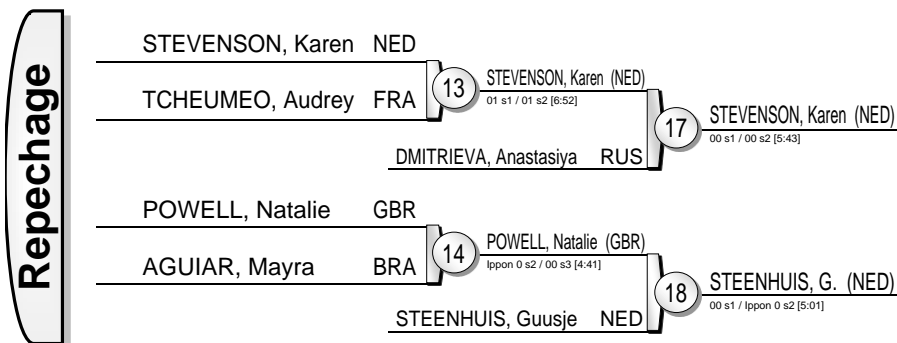 Repechage
STEVENSON, Karen NED
TCHEUMEO, Audrey FRA
13
STEVENSON, Karen (NED)
01 s1 / 01 s2 [6:52]
DMITRIEVA, Anastasiya RUS
17
STEVENSON, Karen (NED)
00 s1 / 00 s2 [5:43]
POWELL, Natalie GBR
AGUIAR, Mayra BRA
14
POWELL, Natalie (GBR)
Ippon 0 s2 / 00 s3 [4:41]
STEENHUIS, Guusje NED
18
STEENHUIS, G. (NED)
00 s1 / Ippon 0 s2 [5:01]